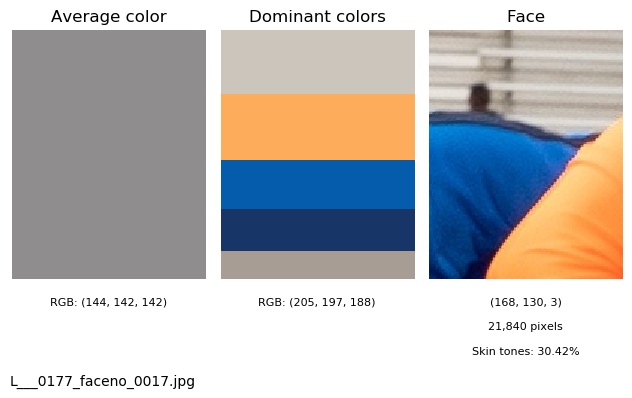 Average color
Dominant colors
Face
RGB: (144, 142, 142)
RGB: (205, 197, 188)
(168, 130, 3)
21,840 pixels
Skin tones: 30.42%
L___0177_faceno_0017.jpg